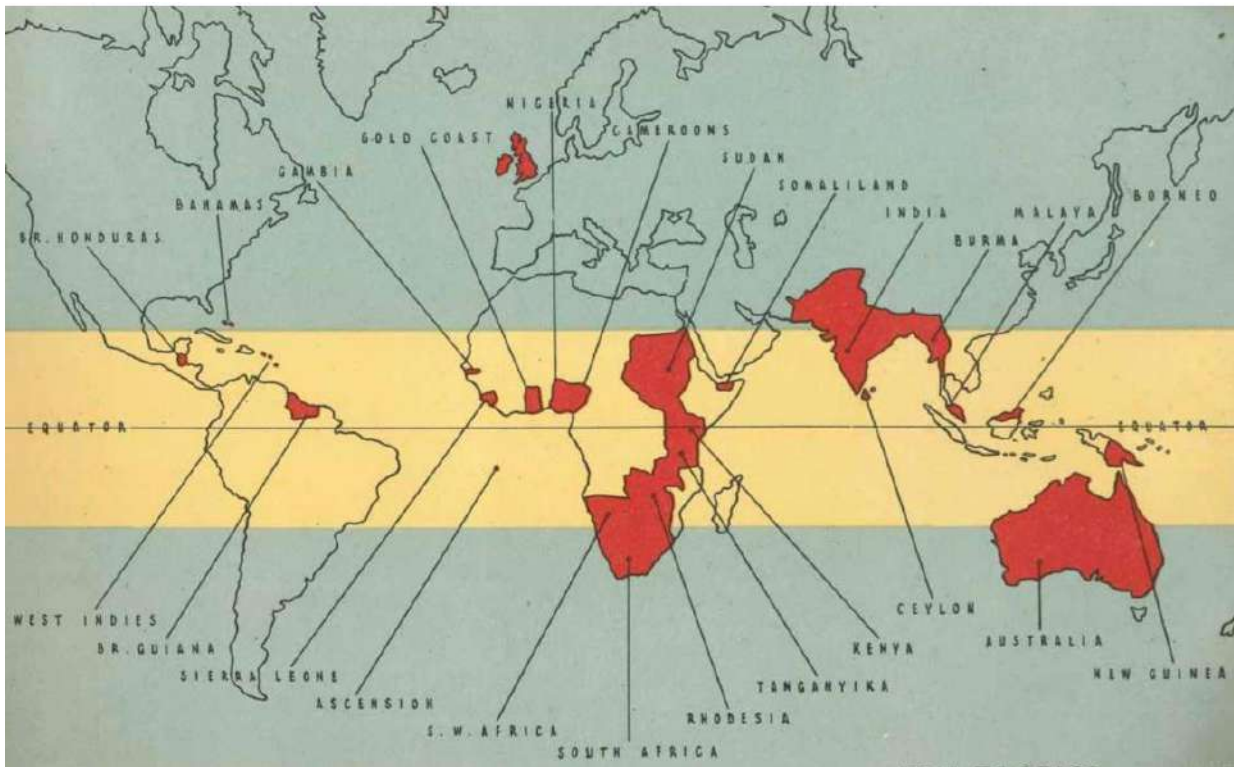 NIGERIA
GOLD COAST
CAMEROONS
GAMBIA
SUDAN
SOMALILAND
BAHAMAS
INDIA
MALAYA
BORNEO
BR. HONDURAS
BURMA
EQUATOR
EQUATOR
WEST INDIES
BR. GUIANA
SIERRA LEONE
ASCENSION
S.W. AFRICA
SOUTH AFRICA
RHODESIA
TANGANYIKA
KENYA
CEYLON
AUSTRALIA
NEW GUINEA